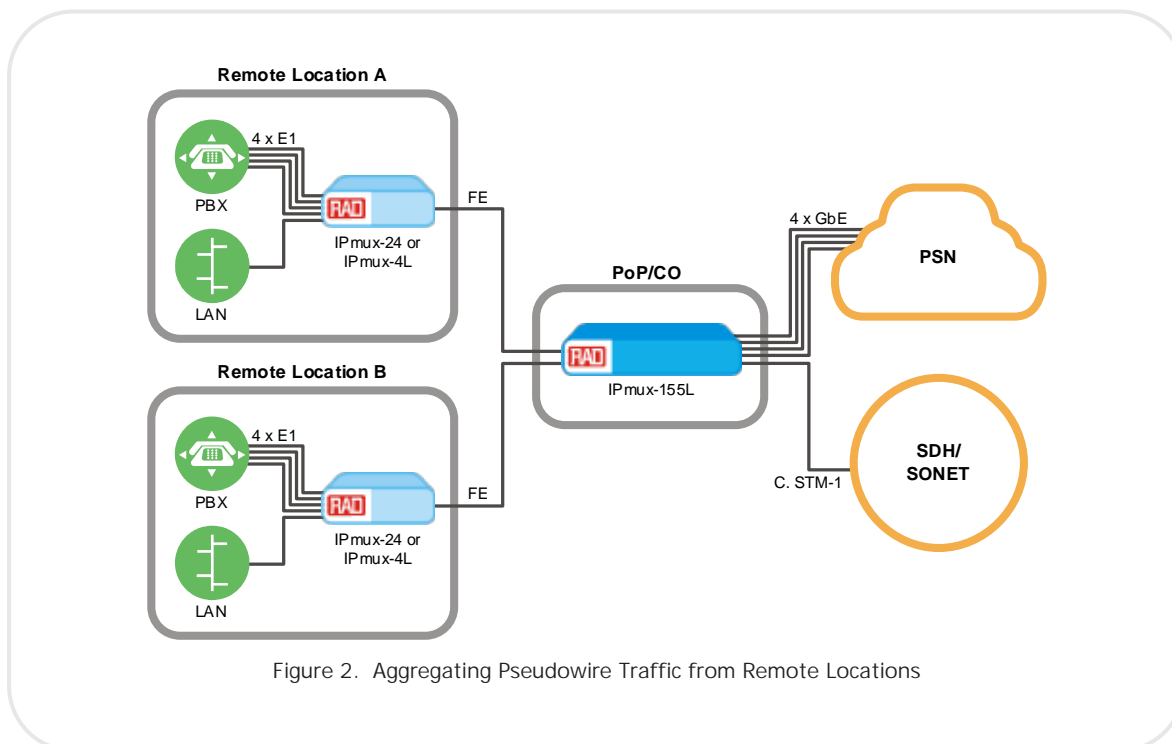 Remote Location A
4 x E1
PBX
RAD
FE
IPmux-24 or
IPmux-4L
LAN
Remote Location B
4 x E1
PBX
RAD
FE
IPmux-24 or
IPmux-4L
LAN
PoP/CO
RAD
IPmux-155L
4 x GbE
PSN
C. STM-1
SDH/
SONET
Figure 2. Aggregating Pseudowire Traffic from Remote Locations